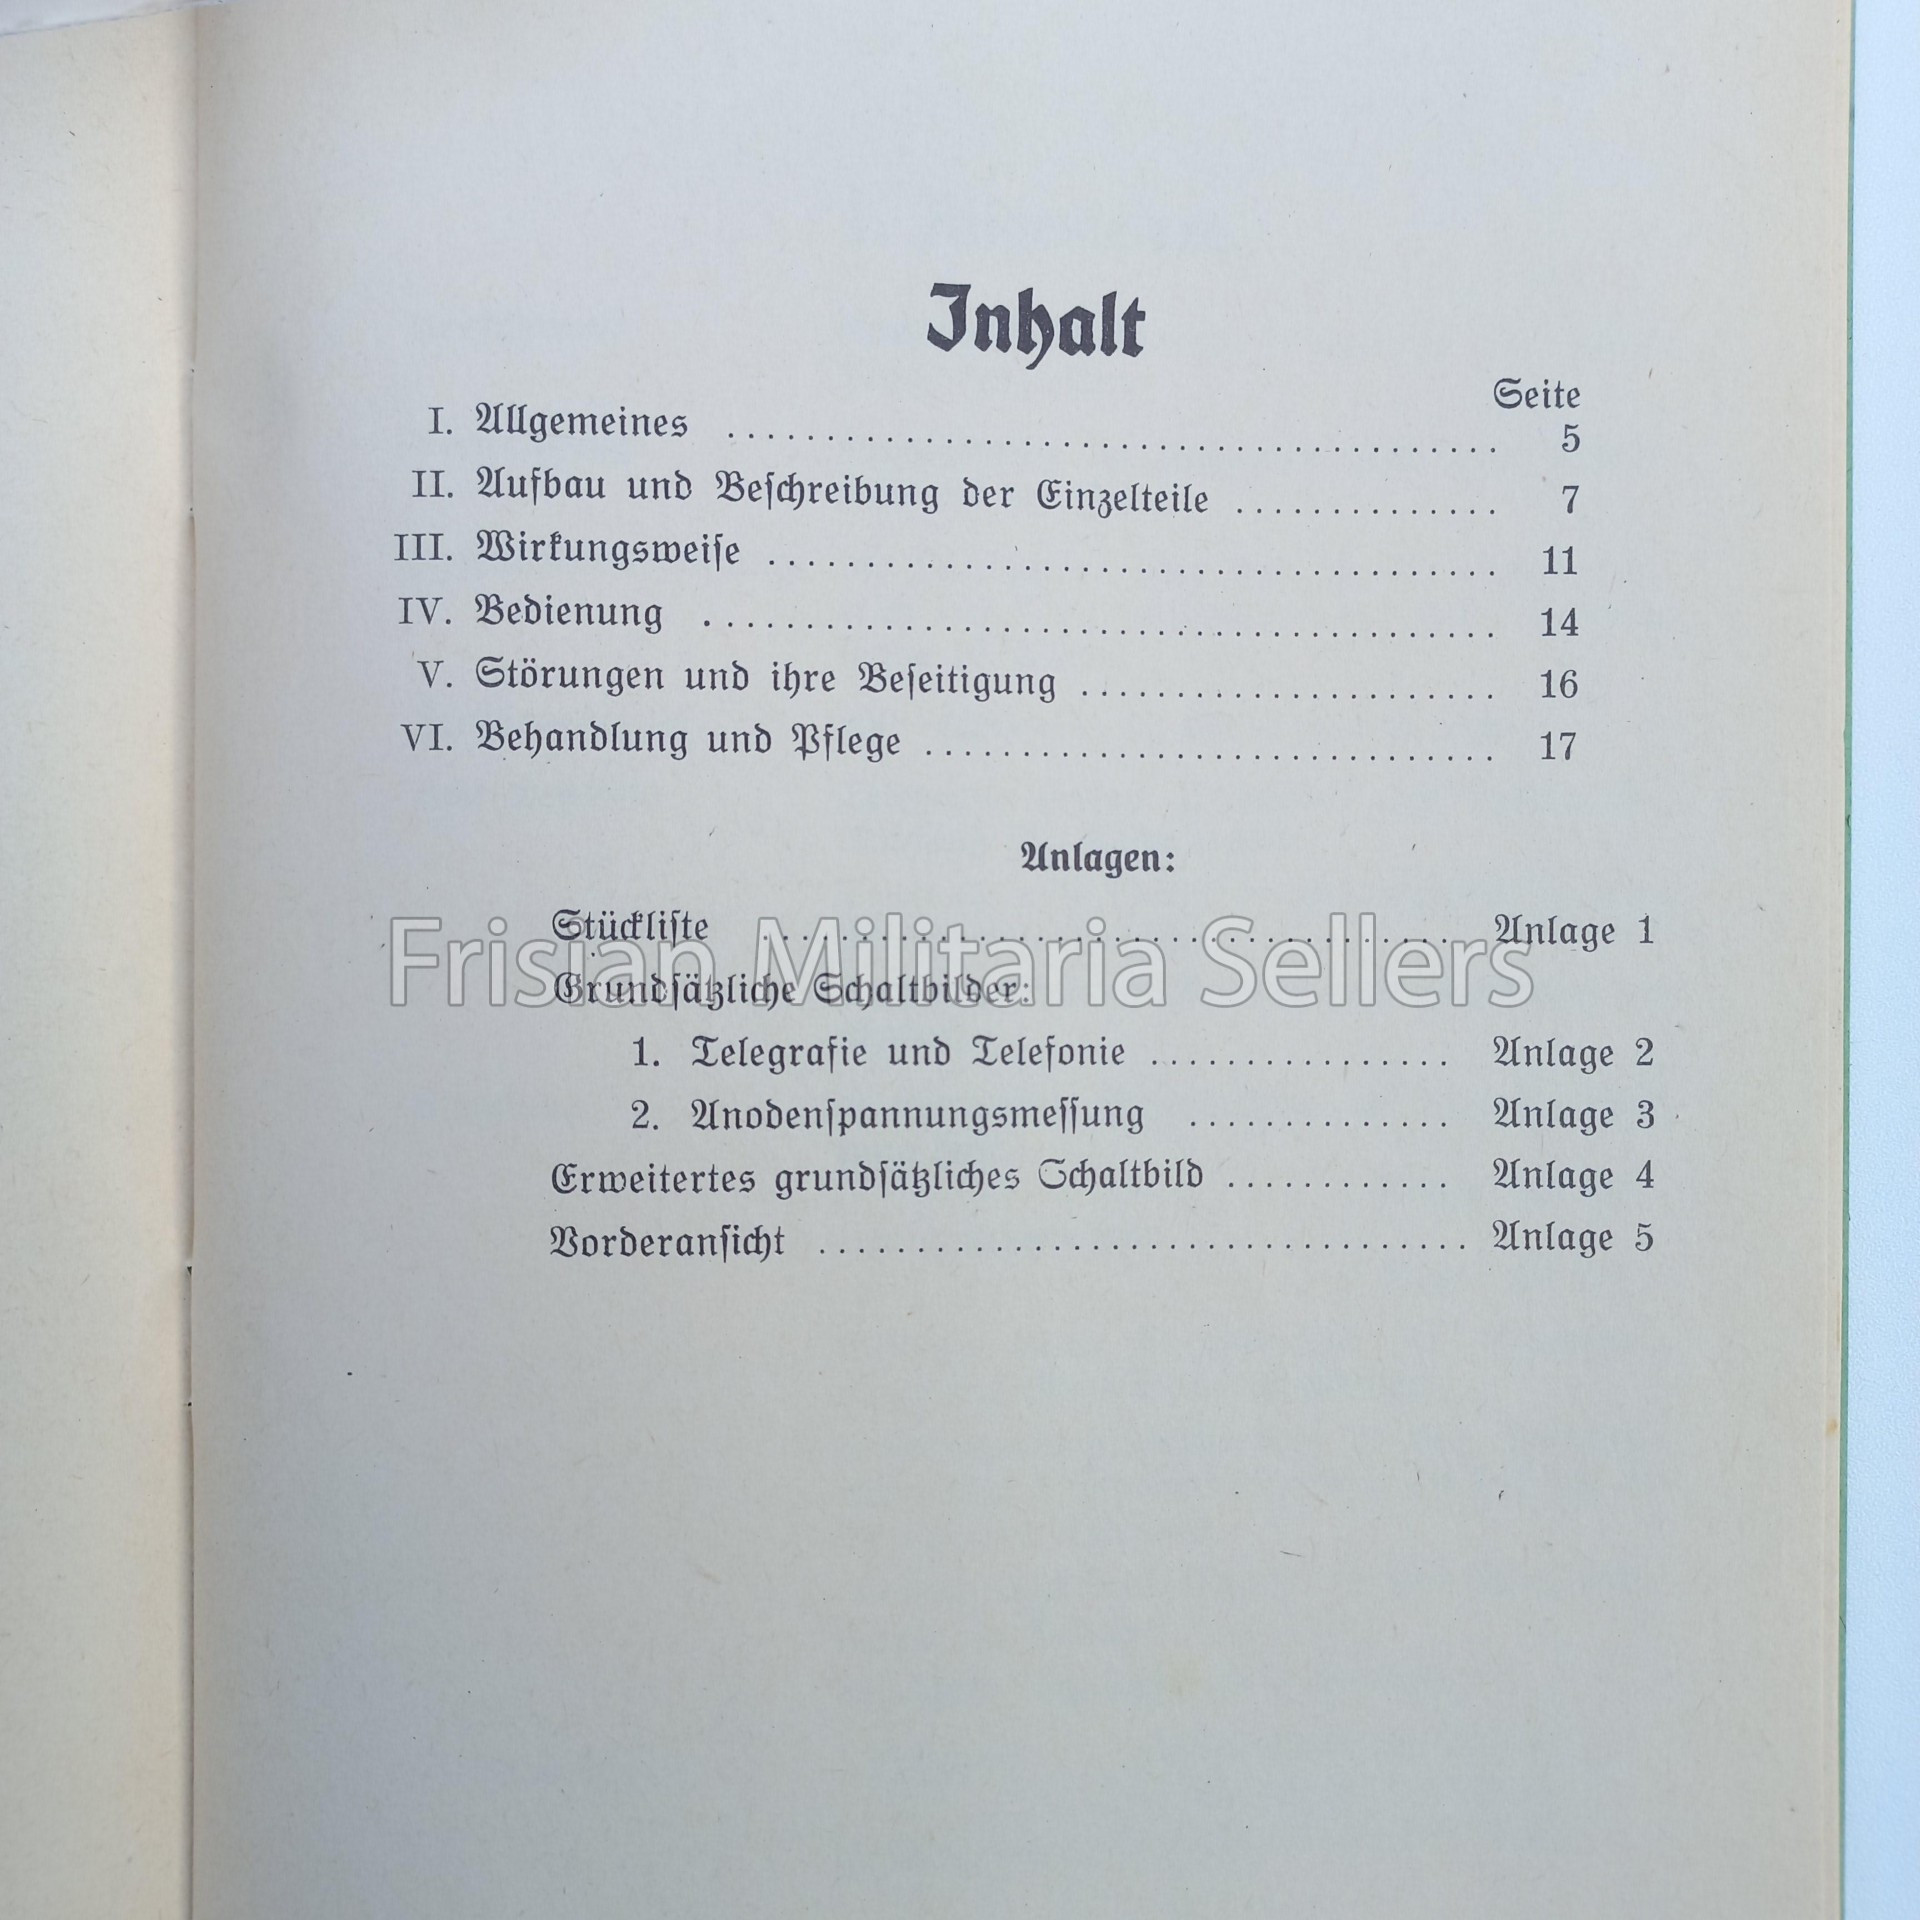 Inhalt
Seite
I. Allgemeines ........................................ 5
II. Aufbau und Beschreibung der Einzelteile .............. 7
III. Wirkungsweise ...................................... 11
IV. Bedienung ......................................... 14
V. Störungen und ihre Beseitigung ...................... 16
VI. Behandlung und Pflege .............................. 17
Anlagen:
Stückliste .................................... Anlage 1
Frisian Militaria Sellers
Grundsätzliche Schaltbilder:
1. Telegrafie und Telefonie ................ Anlage 2
2. Anodenspannungsmessung .............. Anlage 3
Erweitertes grundsätzliches Schaltbild ............ Anlage 4
Vorderansicht .................................. Anlage 5